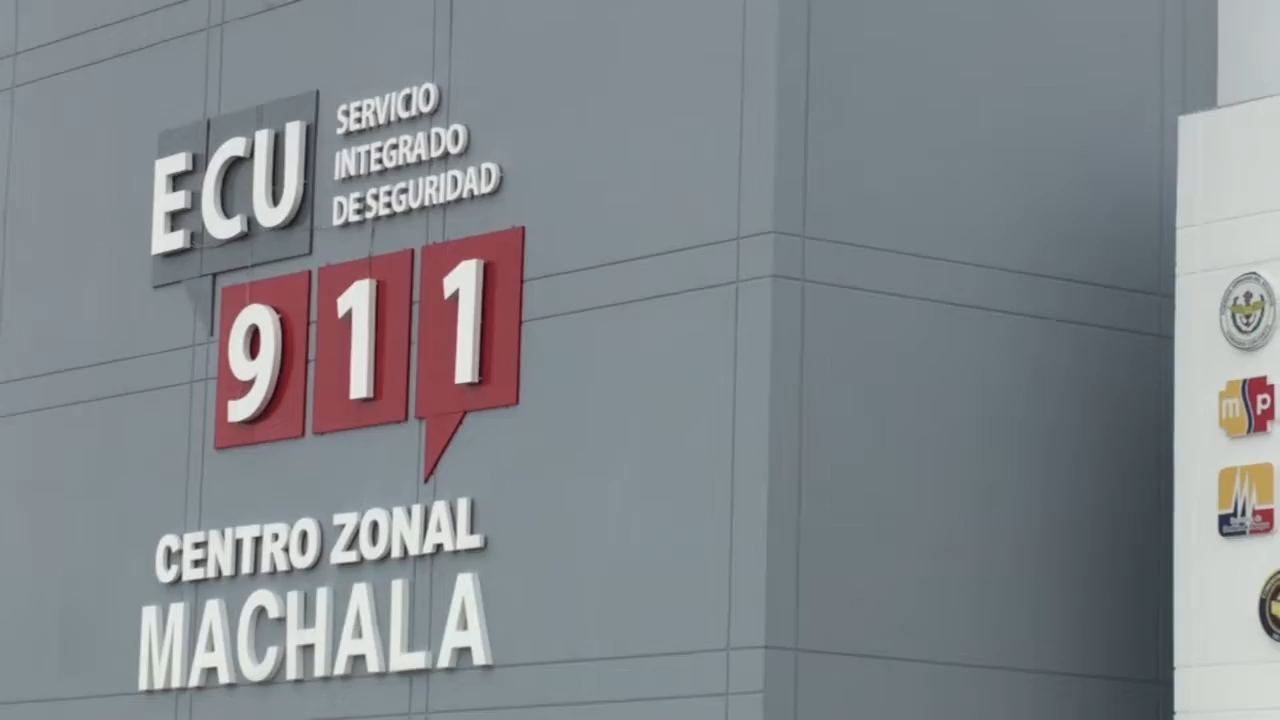 ECU
SERVICIO
INTEGRADO
DE SEGURIDAD
911
CENTRO ZONAL
MACHALA
m
p